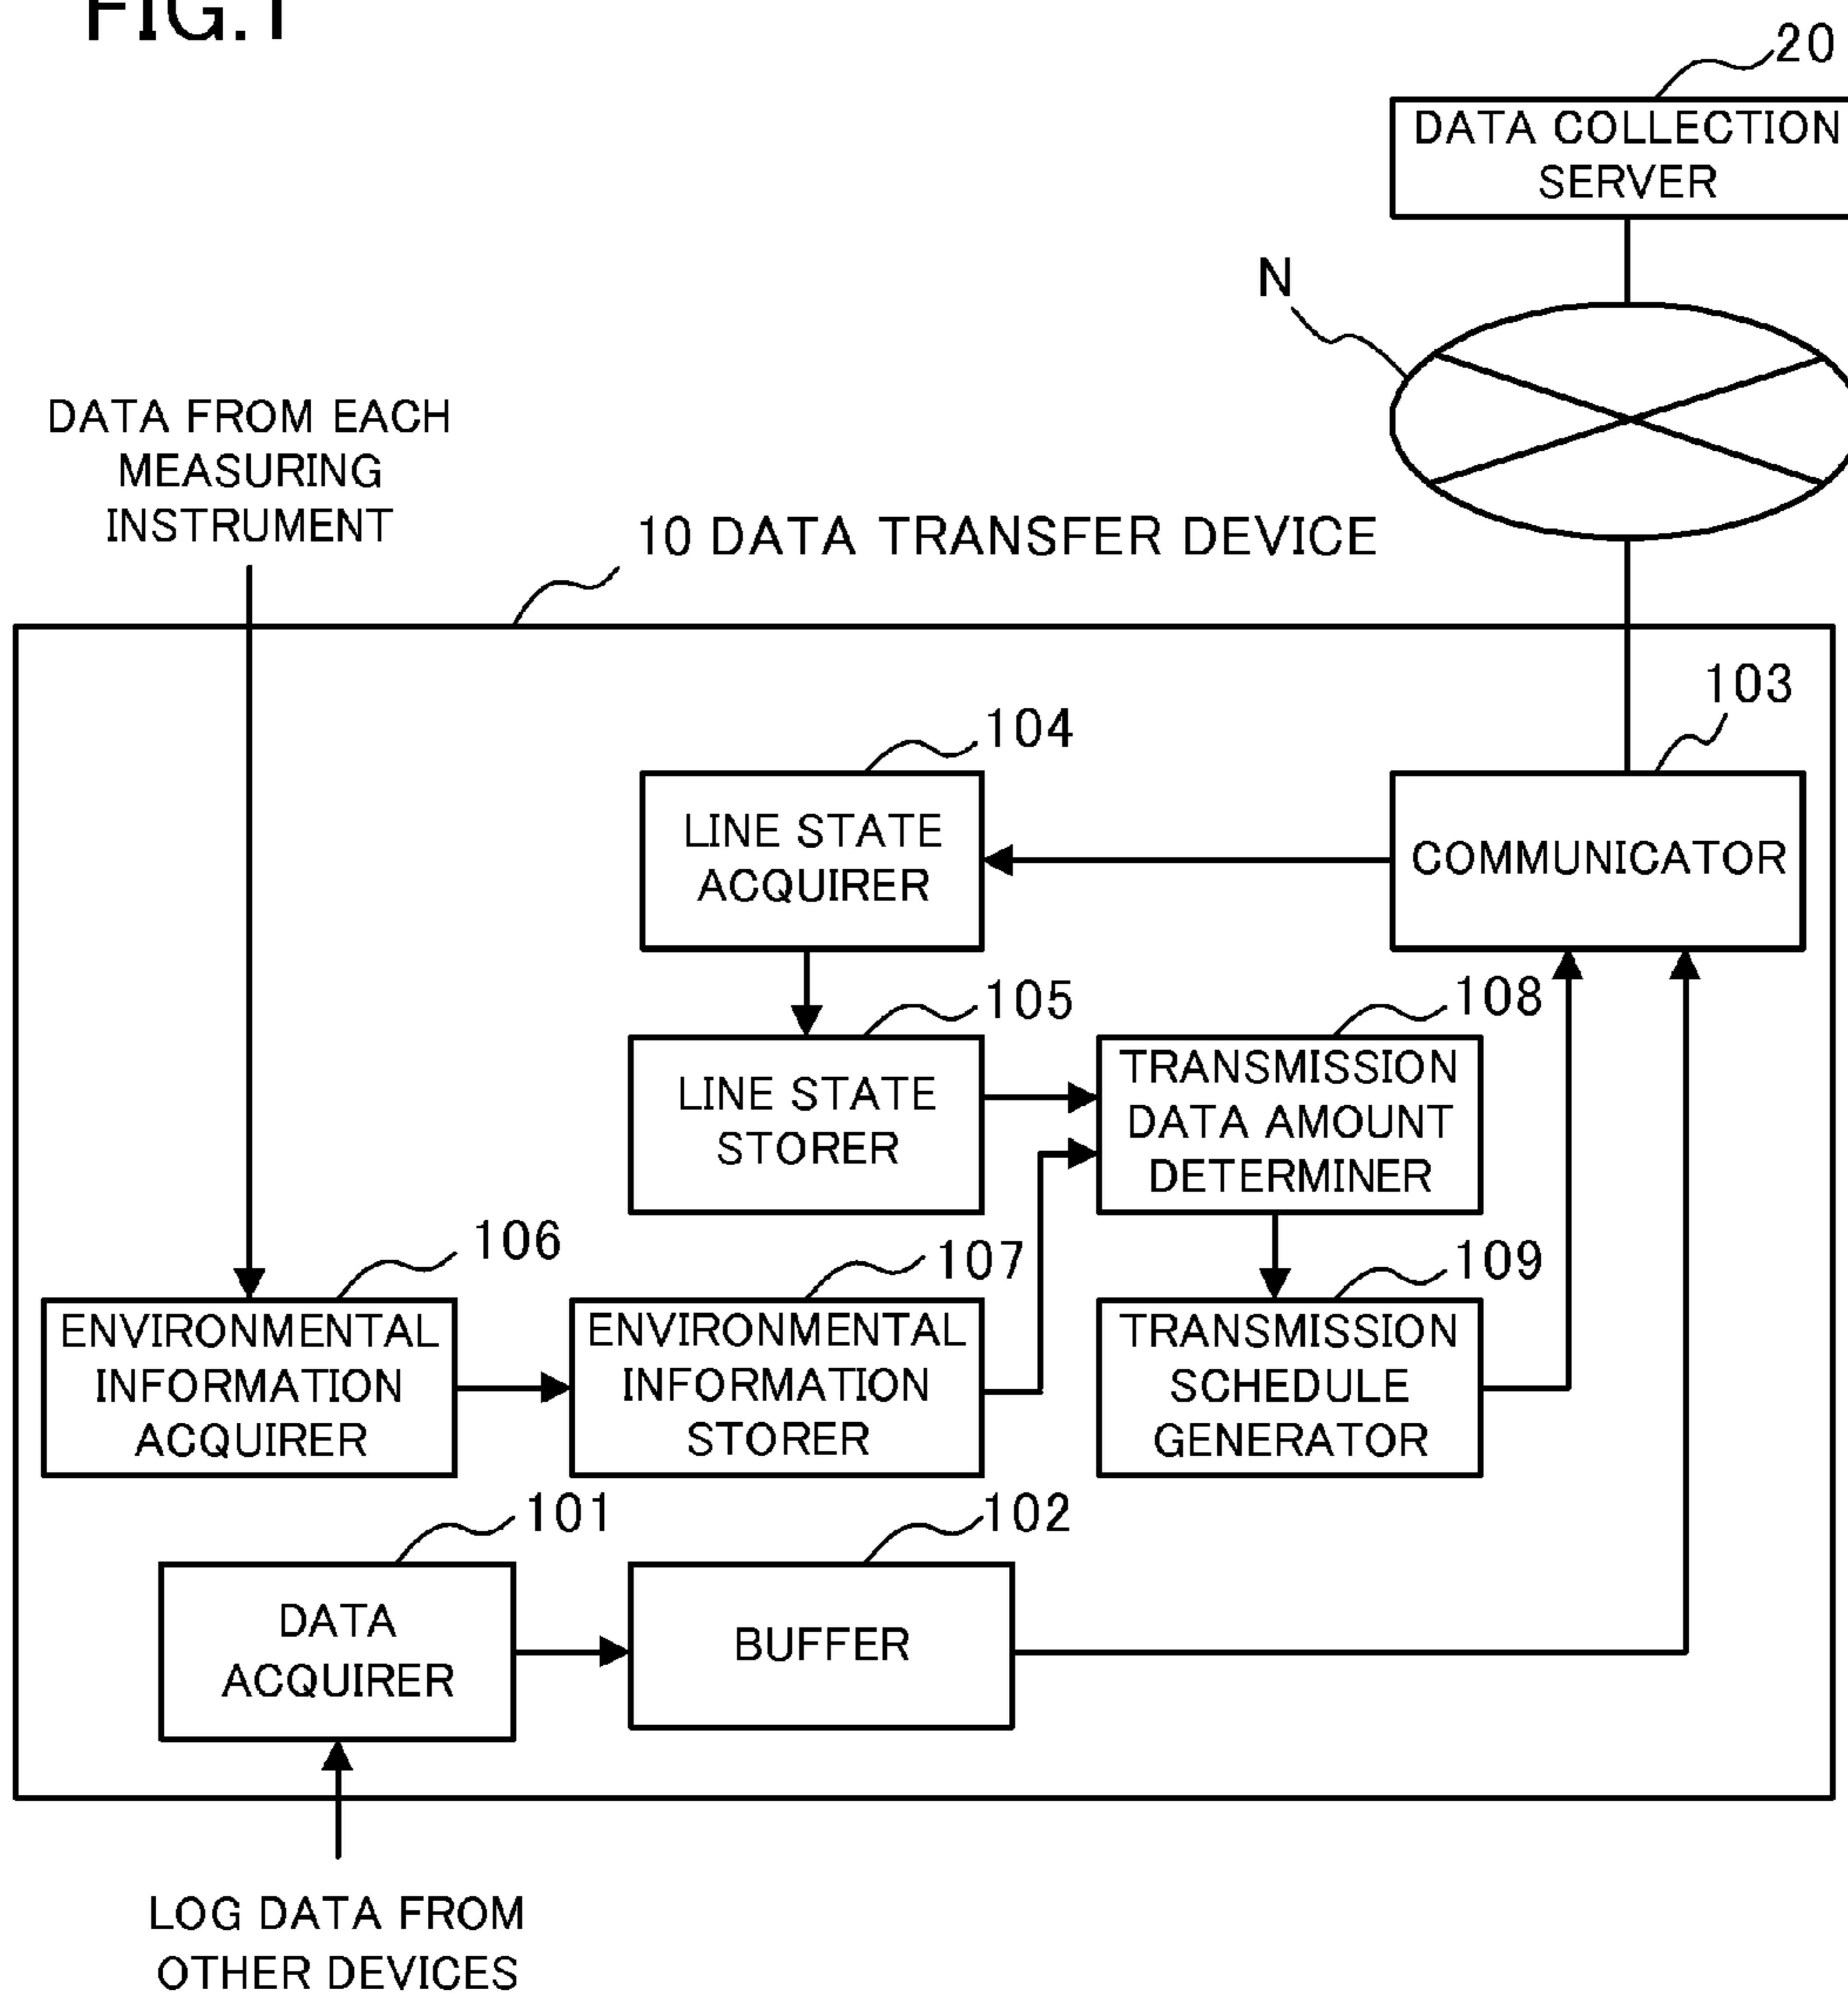 FIG.1
20
DATA COLLECTION
SERVER
N
DATA FROM EACH
MEASURING
INSTRUMENT
10 DATA TRANSFER DEVICE
103
104
LINE STATE
ACQUIRER
COMMUNICATOR
105
108
LINE STATE
STORER
TRANSMISSION
DATA AMOUNT
DETERMINER
106
107
109
ENVIRONMENTAL
INFORMATION
ACQUIRER
ENVIRONMENTAL
INFORMATION
STORER
TRANSMISSION
SCHEDULE
GENERATOR
101
102
DATA
ACQUIRER
BUFFER
LOG DATA FROM
OTHER DEVICES